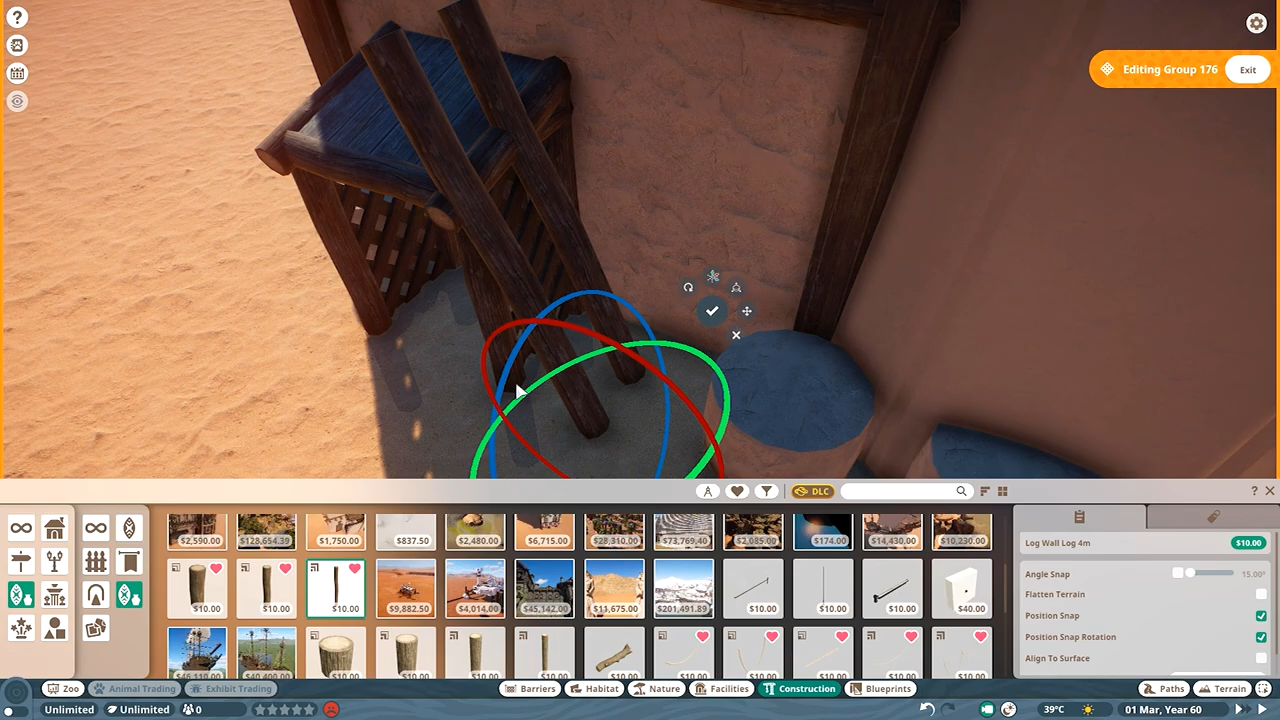 Editing Group 176
Exit
DLC
$2,590.00
$128,654.39
$1,750.00
$837.50
$2,480.00
$6,715.00
$28,310.00
$73,769.40
$2,085.00
$174.00
$14,430.00
$10,230.00
$10.00
$10.00
$10.00
$9,882.50
$4,014.00
$45,142.00
$11,675.00
$201,491.89
$10.00
$10.00
$10.00
$40.00
Log Wall Log 4m
$10.00
Angle Snap
15.00°
Flatten Terrain
Position Snap
Position Snap Rotation
Align To Surface
Zoo
Animal Trading
Exhibit Trading
Barriers
Habitat
Nature
Facilities
Construction
Blueprints
Paths
Terrain
Unlimited
Unlimited
0
39°C
01 Mar, Year 60